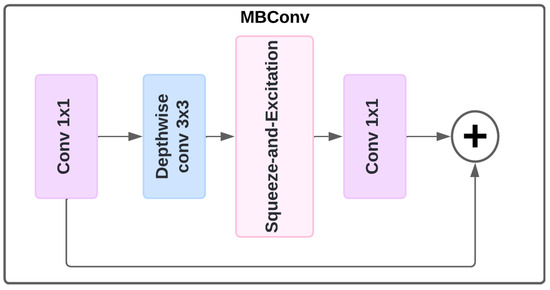 MBConv
Conv 1x1
Depthwise
conv 3x3
Squeeze-and-Excitation
Conv 1x1
+